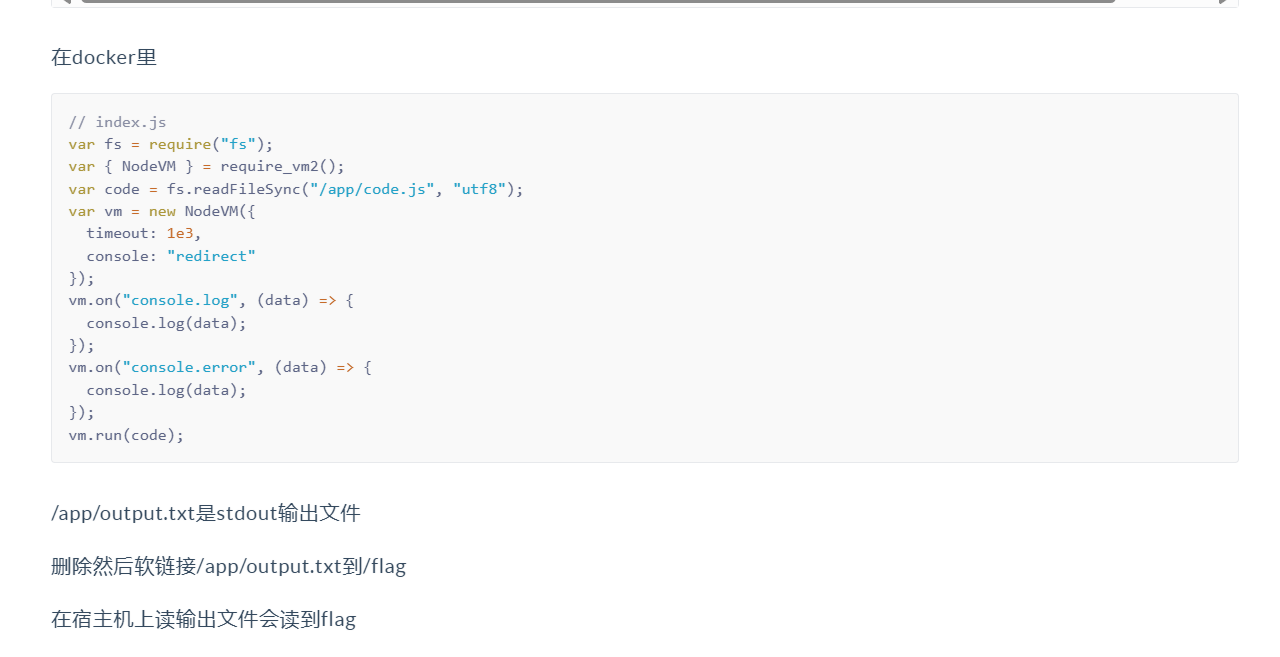 在docker里
// index.js
var fs = require("fs");
var { NodeVM } = require_vm2();
var code = fs.readFileSync("/app/code.js", "utf8");
var vm = new NodeVM({
  timeout: 1e3,
  console: "redirect"
});
vm.on("console.log", (data) => {
  console.log(data);
});
vm.on("console.error", (data) => {
  console.log(data);
});
vm.run(code);
/app/output.txt是stdout输出文件
删除然后软链接/app/output.txt到/flag
在宿主机上读输出文件会读到flag